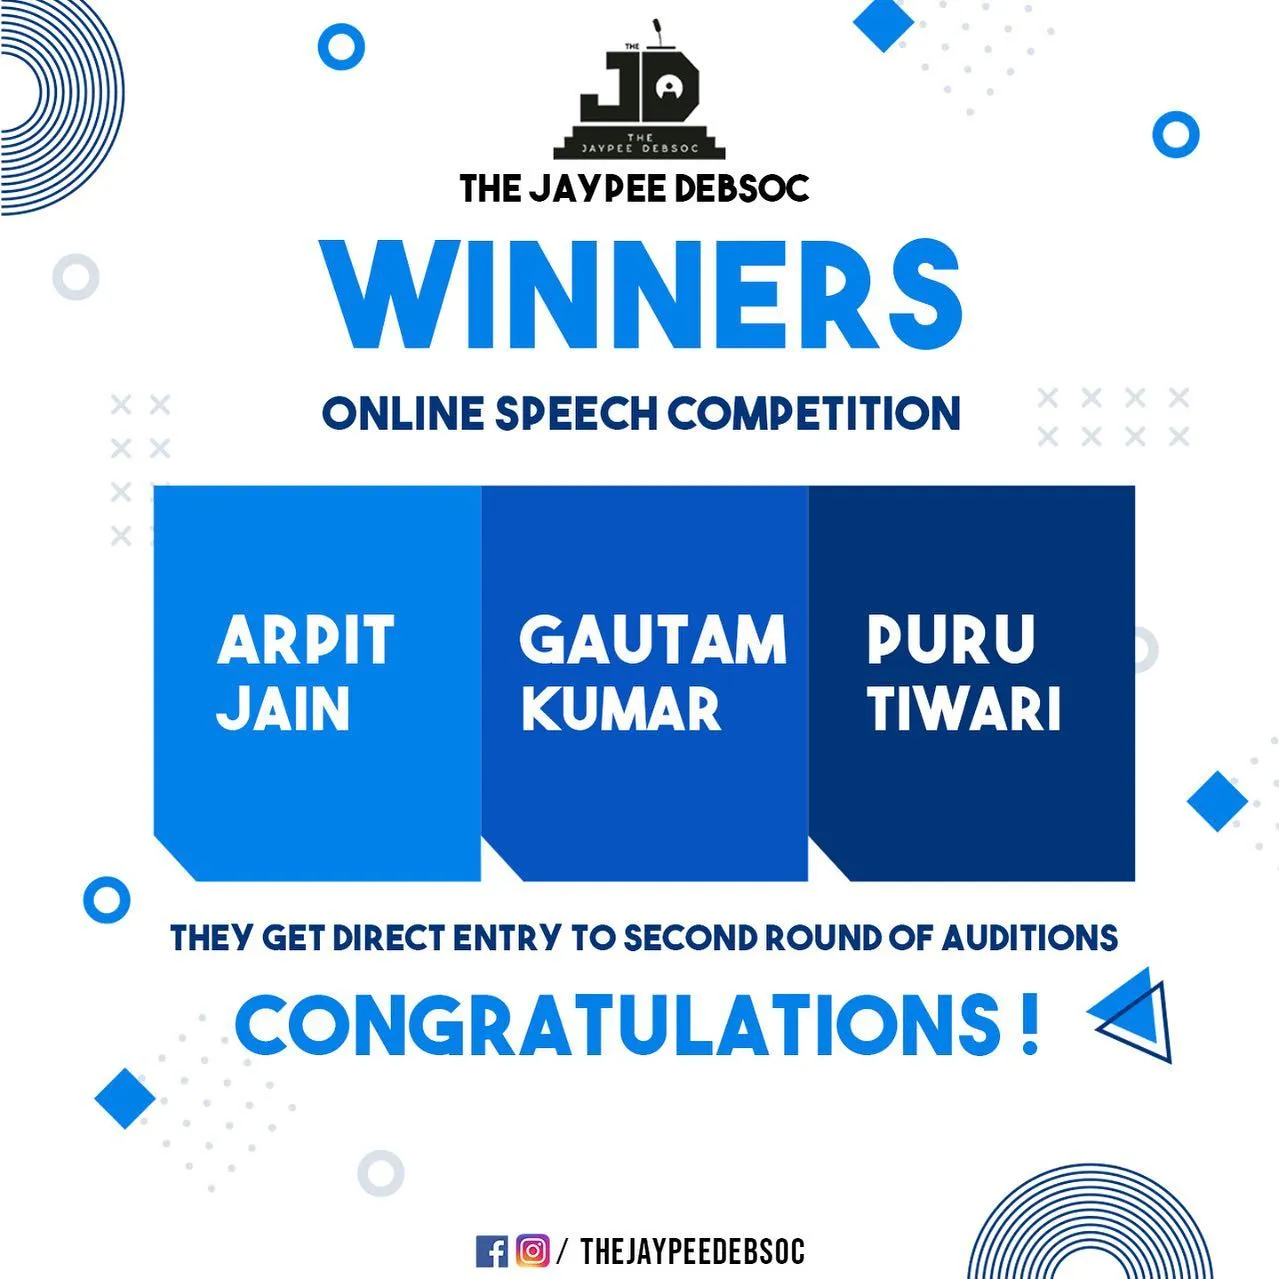 THE
JD
THE
JAYPEE DEBSOC
THE JAYPEE DEBSOC
WINNERS
ONLINE SPEECH COMPETITION
ARPIT
JAIN
GAUTAM
KUMAR
PURU
TIWARI
THEY GET DIRECT ENTRY TO SECOND ROUND OF AUDITIONS
CONGRATULATIONS !
/ THEJAYPEEDEBSOC